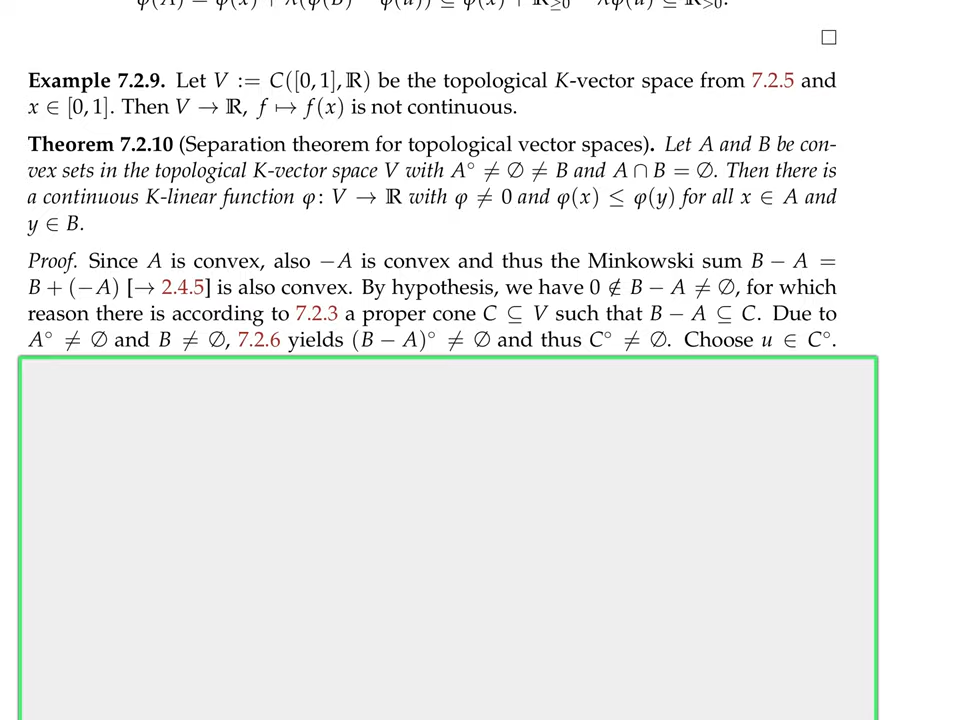 φ(A) = φ(x) + λ(φ(B) − φ(u)) ⊆ φ(x) + ℝ≥0 − λφ(u) ⊆ ℝ>0.
□
Example 7.2.9. Let V := C([0, 1], ℝ) be the topological K-vector space from 7.2.5 and
x ∈ [0, 1]. Then V → ℝ, f ↦ f(x) is not continuous.
Theorem 7.2.10 (Separation theorem for topological vector spaces). Let A and B be con-
vex sets in the topological K-vector space V with A° ≠ ∅ ≠ B and A ∩ B = ∅. Then there is
a continuous K-linear function φ: V → ℝ with φ ≠ 0 and φ(x) ≤ φ(y) for all x ∈ A and
y ∈ B.
Proof. Since A is convex, also −A is convex and thus the Minkowski sum B − A =
B + (−A) [→ 2.4.5] is also convex. By hypothesis, we have 0 ∉ B − A ≠ ∅, for which
reason there is according to 7.2.3 a proper cone C ⊆ V such that B − A ⊆ C. Due to
A° ≠ ∅ and B ≠ ∅, 7.2.6 yields (B − A)° ≠ ∅ and thus C° ≠ ∅. Choose u ∈ C°.